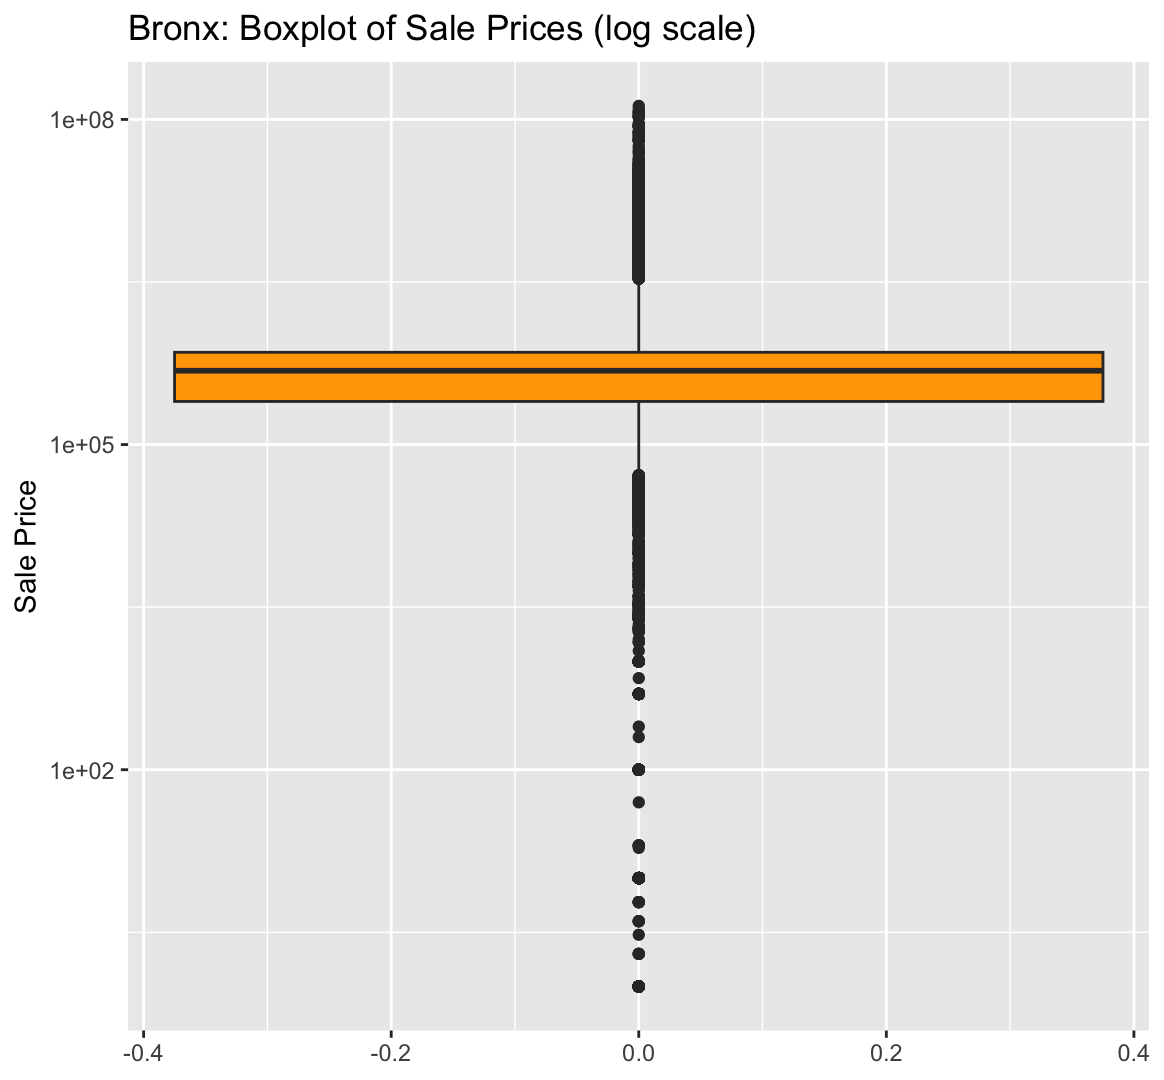 Bronx: Boxplot of Sale Prices (log scale)
1e+08
1e+05
Sale Price
1e+02
-0.4 -0.2 0.0 0.2 0.4